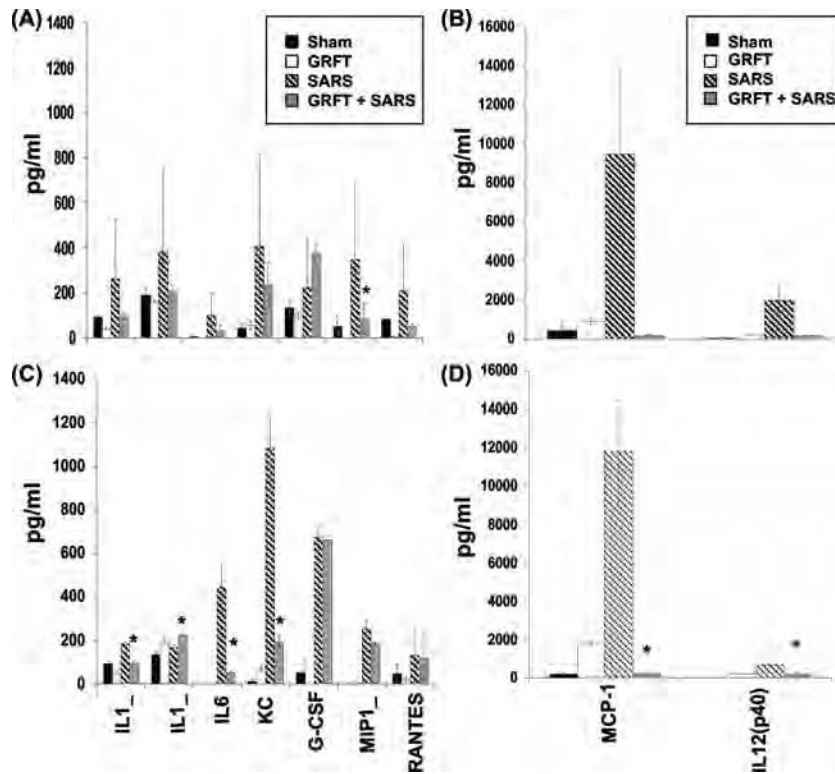 (A)
1400
1200
1000
800
600
400
200
0
pg/ml
Sham
GRFT
SARS
GRFT + SARS
*
(B)
16000
14000
12000
10000
8000
6000
4000
2000
0
pg/ml
Sham
GRFT
SARS
GRFT + SARS
(C)
1400
1200
1000
800
600
400
200
0
pg/ml
* * * *
IL1_
IL1_
IL6
KC
G-CSF
MIP1_
RANTES
(D)
16000
14000
12000
10000
8000
6000
4000
2000
0
pg/ml
* *
MCP-1
IL12(p40)